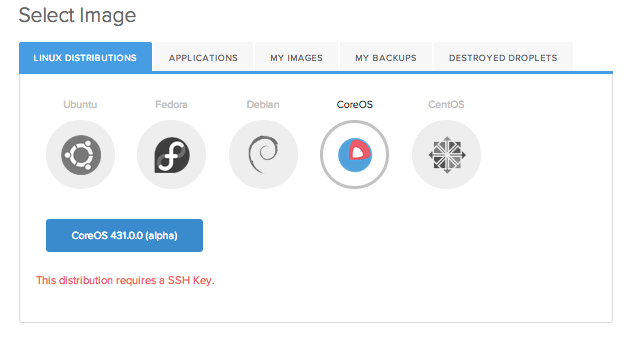 Select Image
LINUX DISTRIBUTIONS APPLICATIONS MY IMAGES MY BACKUPS DESTROYED DROPLETS
Ubuntu Fedora Debian CoreOS CentOS
CoreOS 431.0.0 (alpha)
This distribution requires a SSH Key.